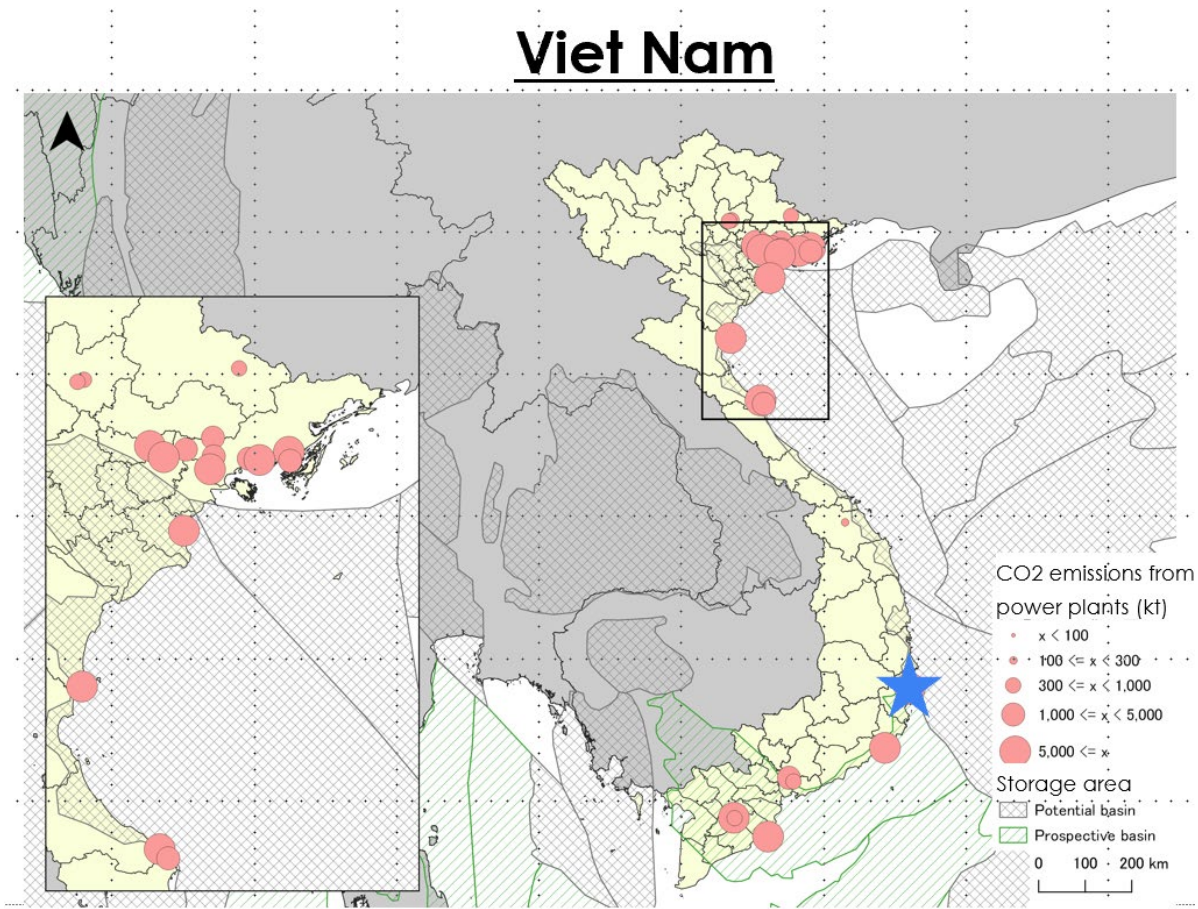 Viet Nam
CO2 emissions from
power plants (kt)
x < 100
100 <= x < 300
300 <= x < 1,000
1,000 <= x < 5,000
5,000 <= x
Storage area
Potential basin
Prospective basin
0 100 200 km